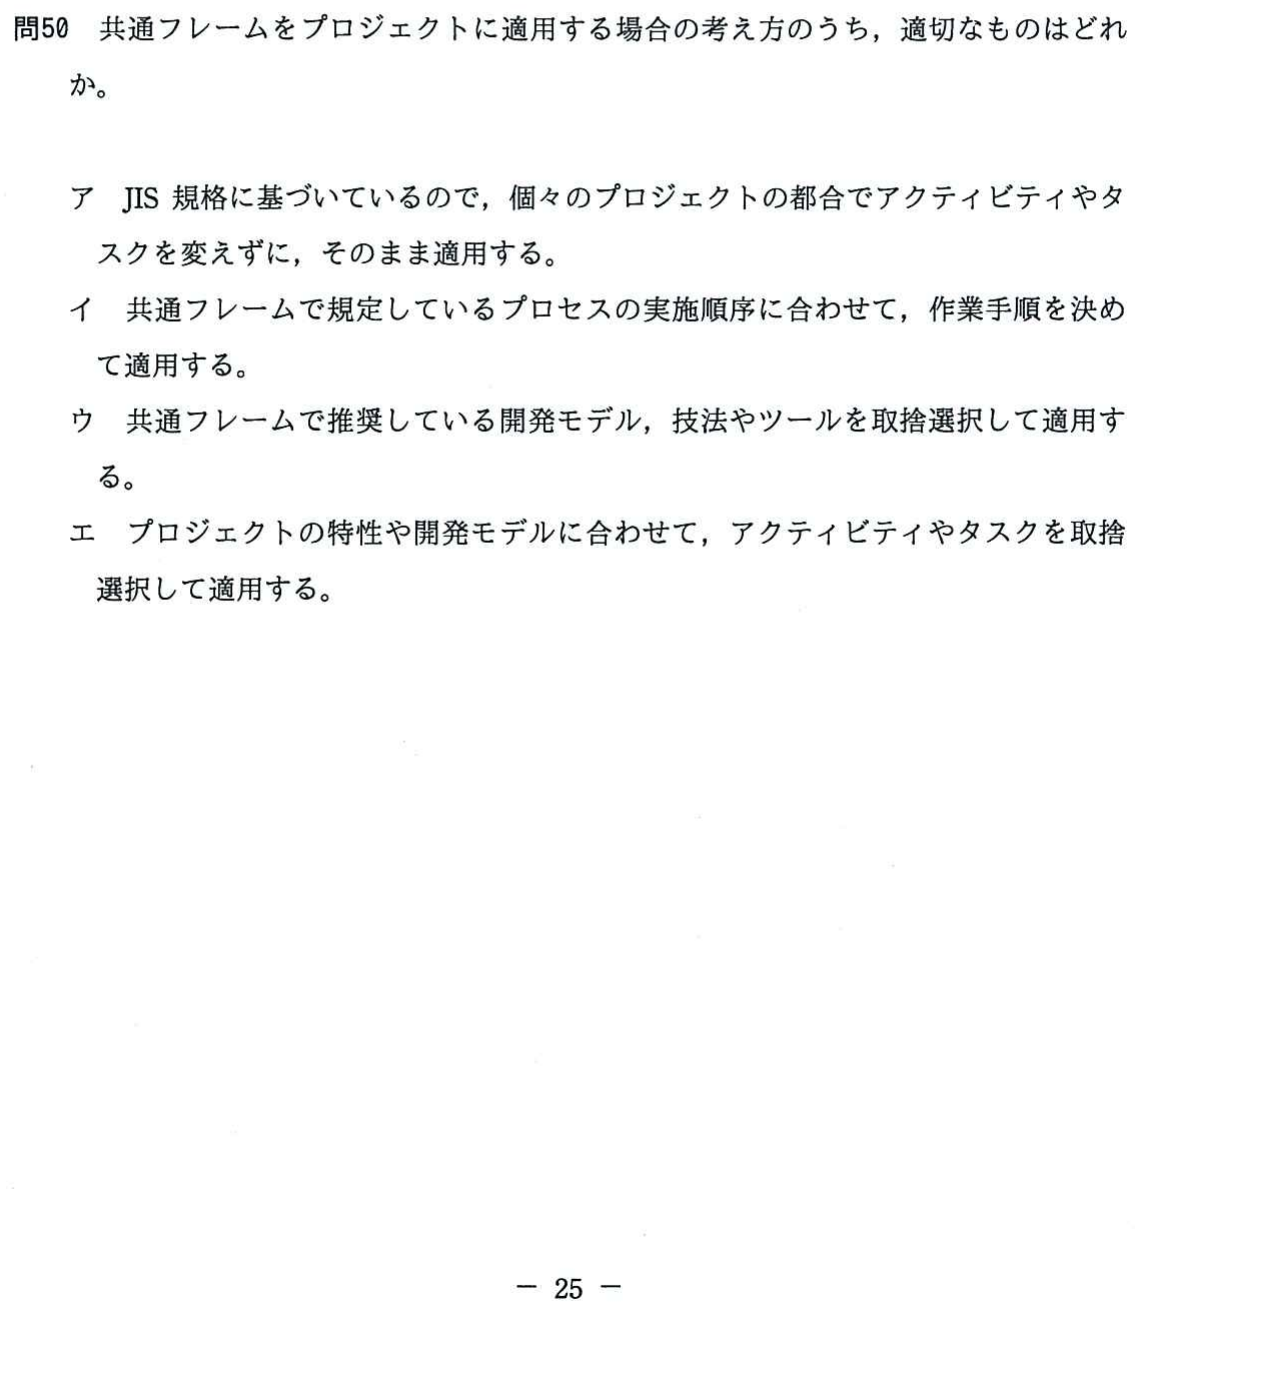 問50 共通フレームをプロジェクトに適用する場合の考え方のうち，適切なものはどれ
か。
ア JIS 規格に基づいているので，個々のプロジェクトの都合でアクティビティやタ
スクを変えずに，そのまま適用する。
イ 共通フレームで規定しているプロセスの実施順序に合わせて，作業手順を決め
て適用する。
ウ 共通フレームで推奨している開発モデル，技法やツールを取捨選択して適用す
る。
エ プロジェクトの特性や開発モデルに合わせて，アクティビティやタスクを取捨
選択して適用する。
― 25 ―